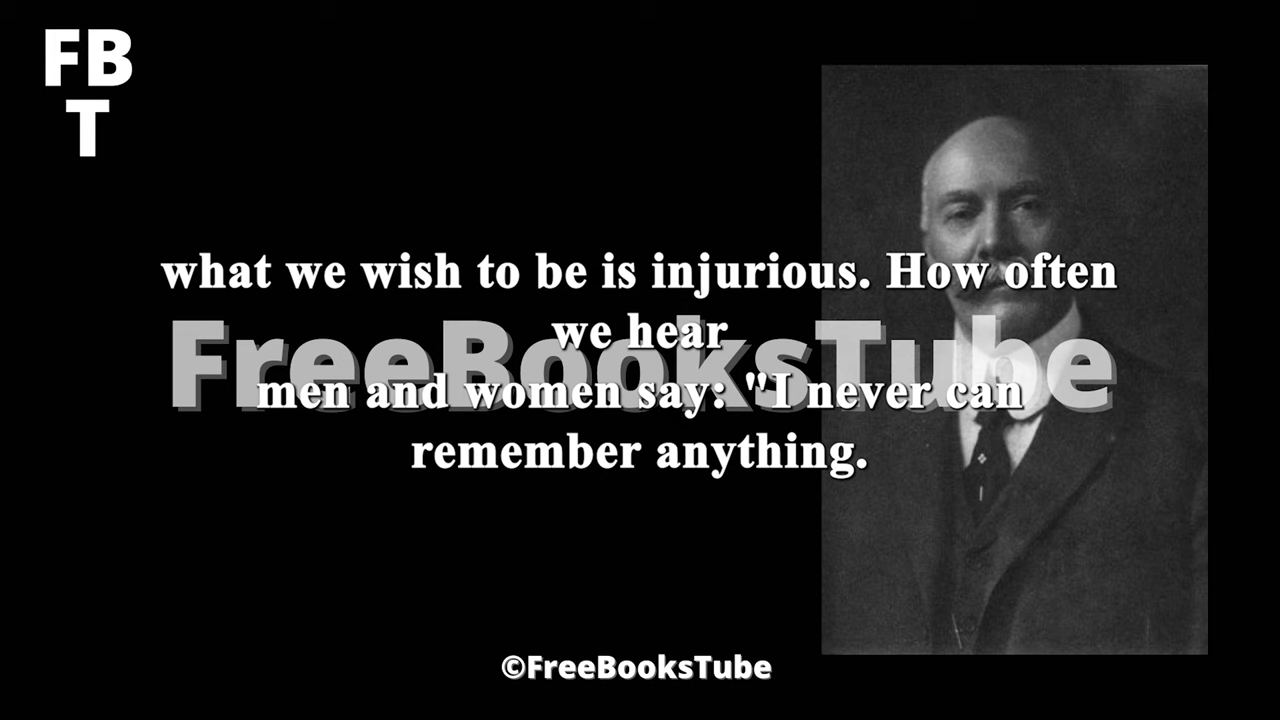 FB
T
what we wish to be is injurious. How often
we hear
FreeBooksTube
men and women say: "I never can
remember anything.
©FreeBooksTube